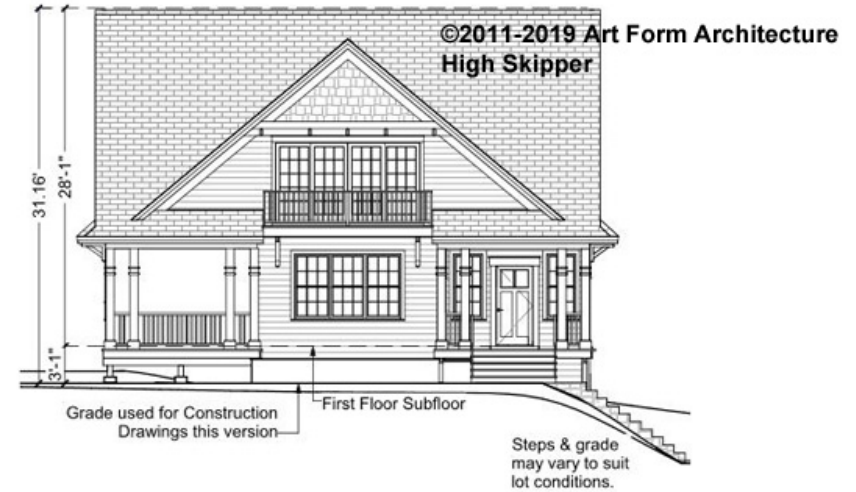 ©2011-2019 Art Form Architecture
High Skipper
31.16'
28'-1"
3'-1"
Grade used for Construction
Drawings this version
First Floor Subfloor
Steps & grade
may vary to suit
lot conditions.